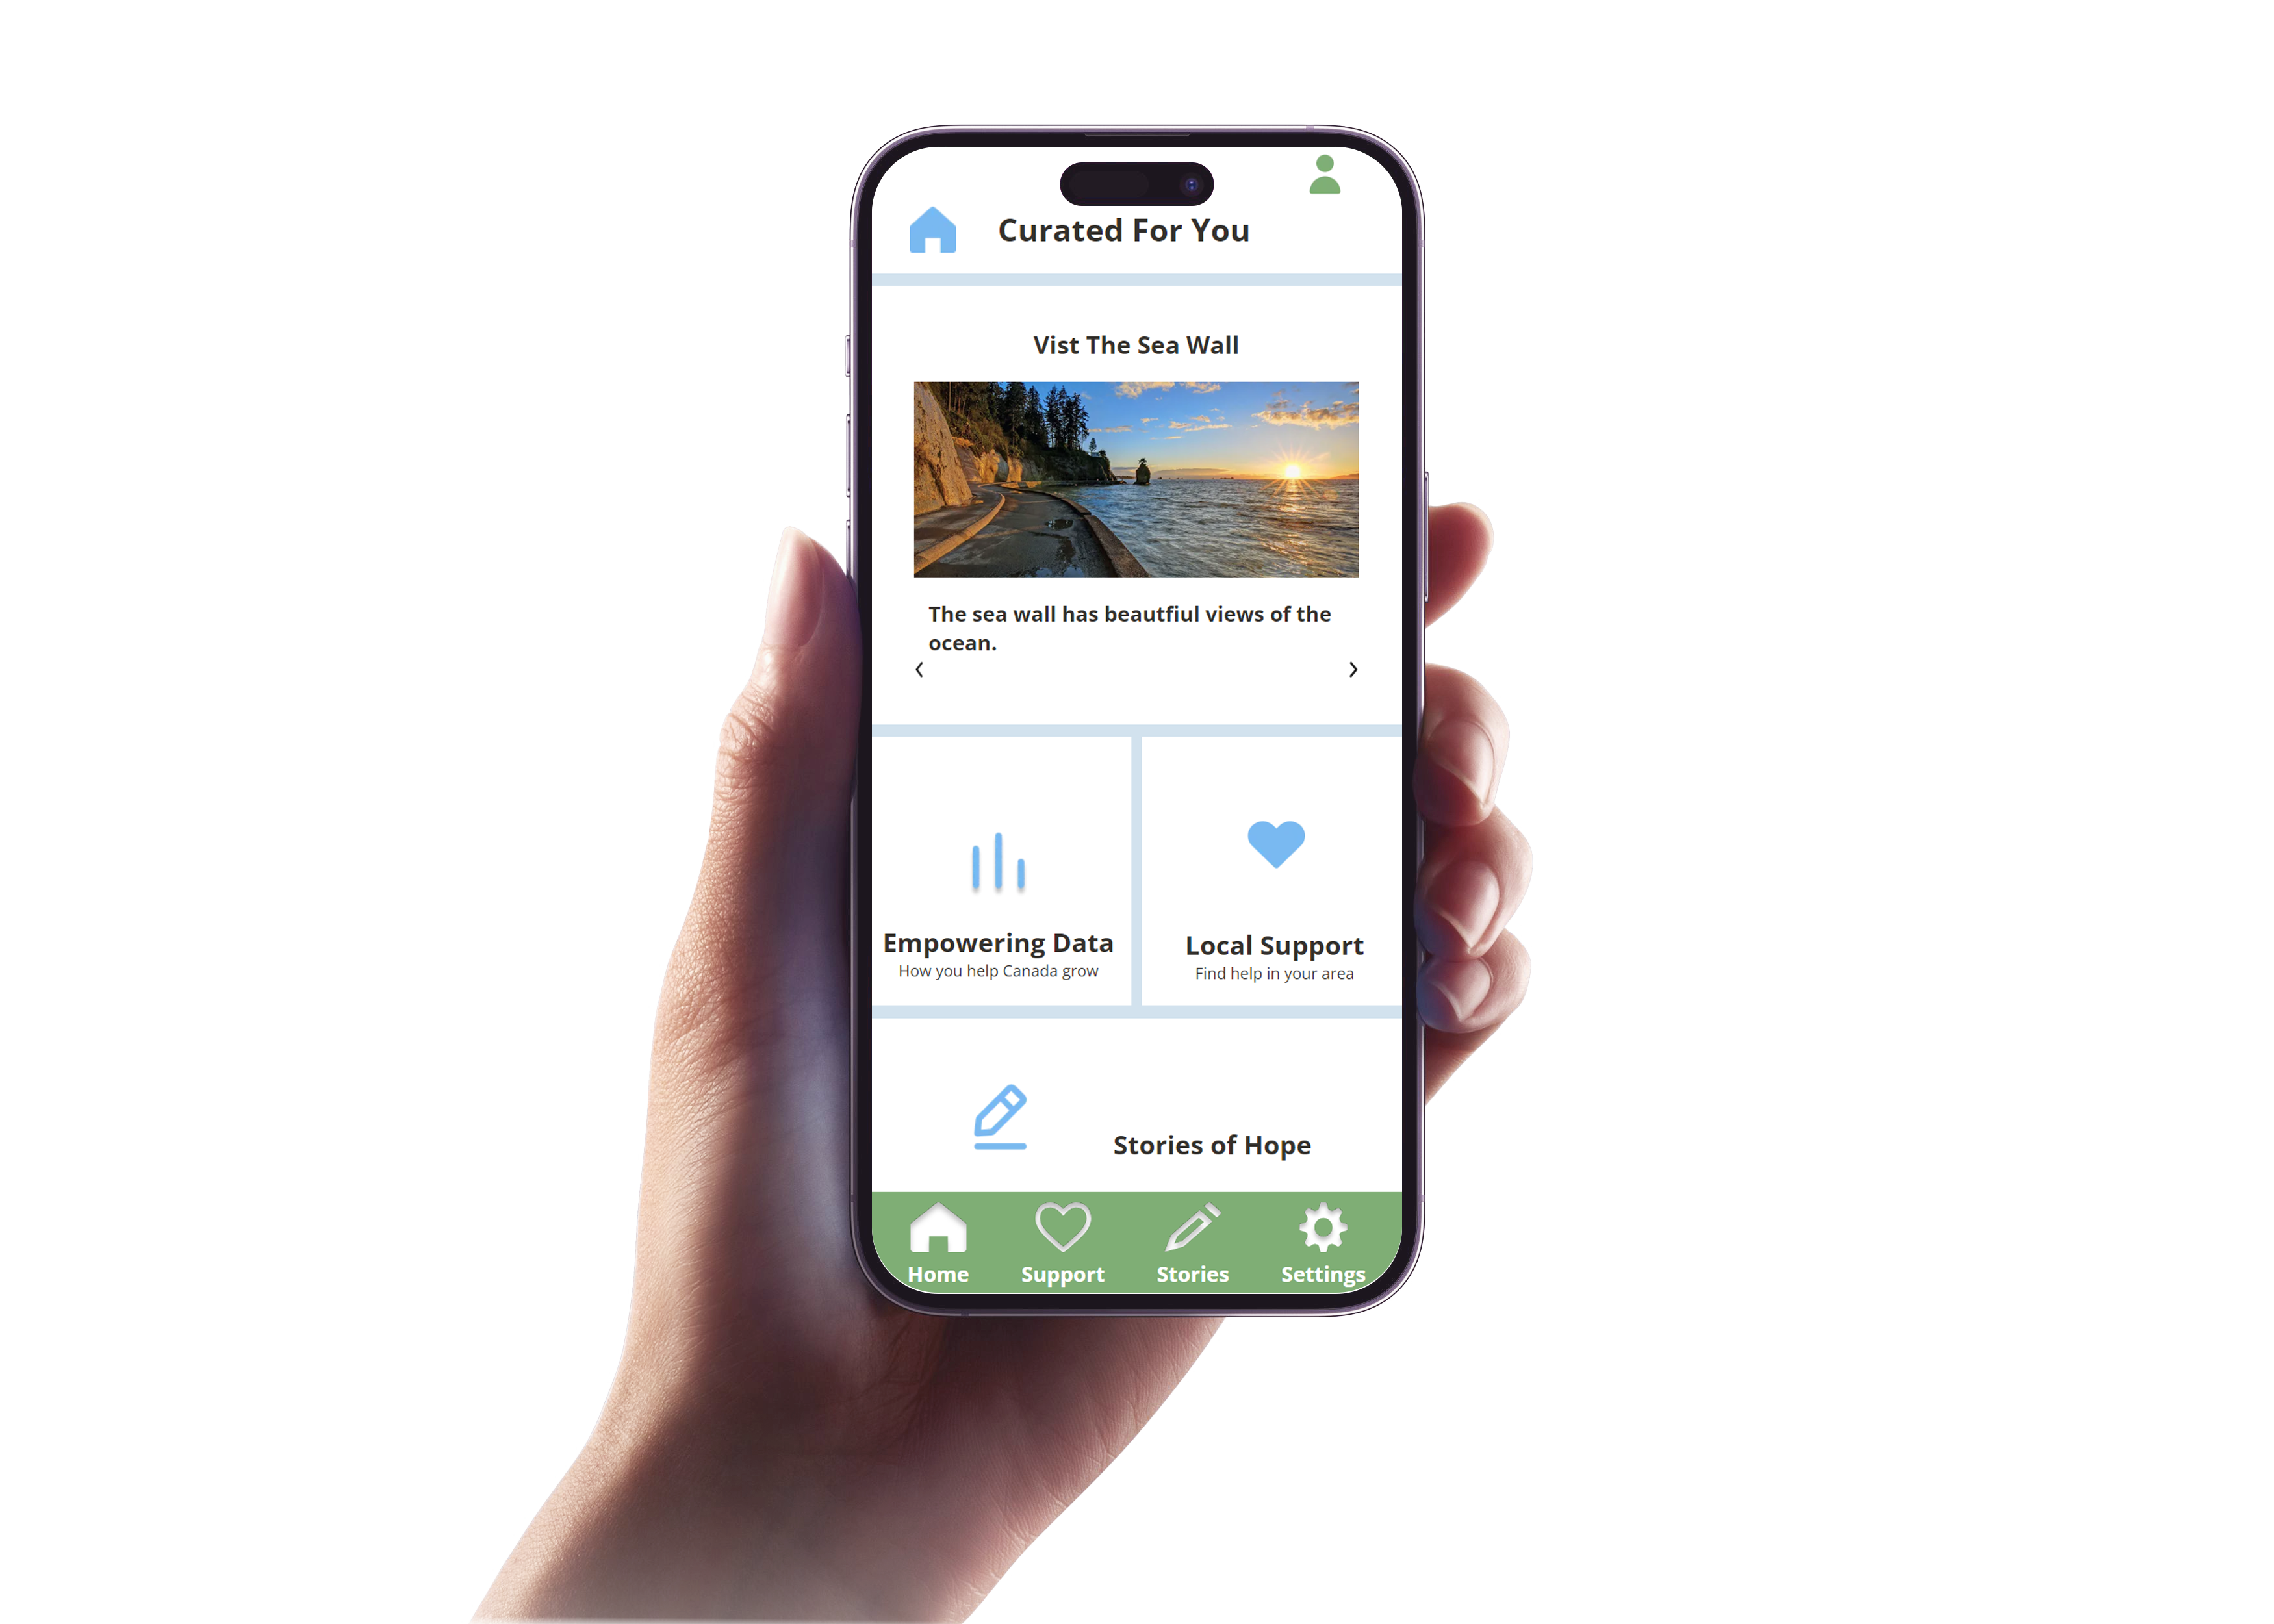 Curated For You
Vist The Sea Wall
The sea wall has beautfiul views of the
ocean.
Empowering Data
How you help Canada grow
Local Support
Find help in your area
Stories of Hope
Home
Support
Stories
Settings